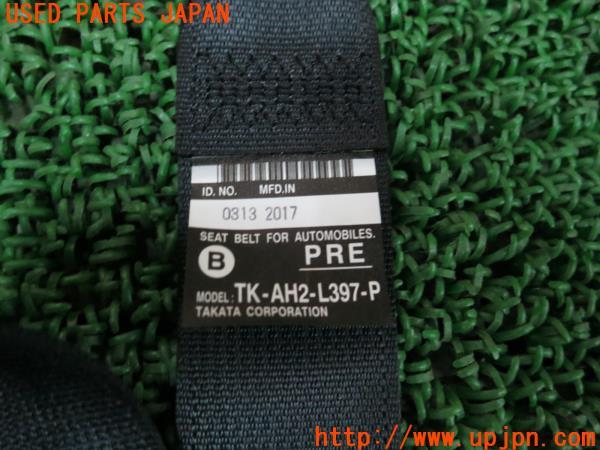 USED PARTS JAPAN
ID. NO. MFD.IN
0313 2017
SEAT BELT FOR AUTOMOBILES.
B PRE
MODEL: TK-AH2-L397-P
TAKATA CORPORATION
http://www.upjpn.com/